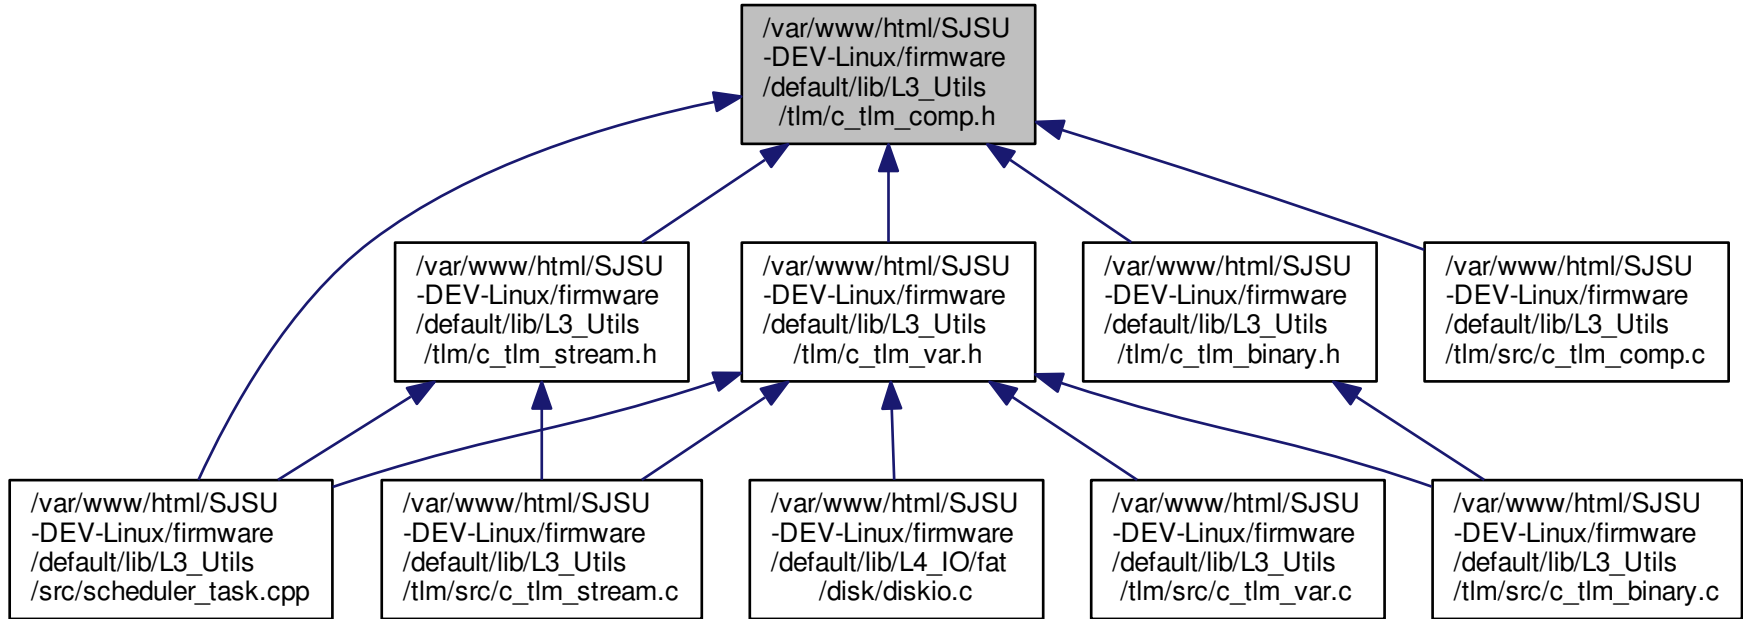 /var/www/html/SJSU
-DEV-Linux/firmware
/default/lib/L3_Utils
/tlm/c_tlm_comp.h
/var/www/html/SJSU
-DEV-Linux/firmware
/default/lib/L3_Utils
/tlm/c_tlm_stream.h
/var/www/html/SJSU
-DEV-Linux/firmware
/default/lib/L3_Utils
/tlm/c_tlm_var.h
/var/www/html/SJSU
-DEV-Linux/firmware
/default/lib/L3_Utils
/tlm/c_tlm_binary.h
/var/www/html/SJSU
-DEV-Linux/firmware
/default/lib/L3_Utils
/tlm/src/c_tlm_comp.c
/var/www/html/SJSU
-DEV-Linux/firmware
/default/lib/L3_Utils
/src/scheduler_task.cpp
/var/www/html/SJSU
-DEV-Linux/firmware
/default/lib/L3_Utils
/tlm/src/c_tlm_stream.c
/var/www/html/SJSU
-DEV-Linux/firmware
/default/lib/L4_IO/fat
/disk/diskio.c
/var/www/html/SJSU
-DEV-Linux/firmware
/default/lib/L3_Utils
/tlm/src/c_tlm_var.c
/var/www/html/SJSU
-DEV-Linux/firmware
/default/lib/L3_Utils
/tlm/src/c_tlm_binary.c